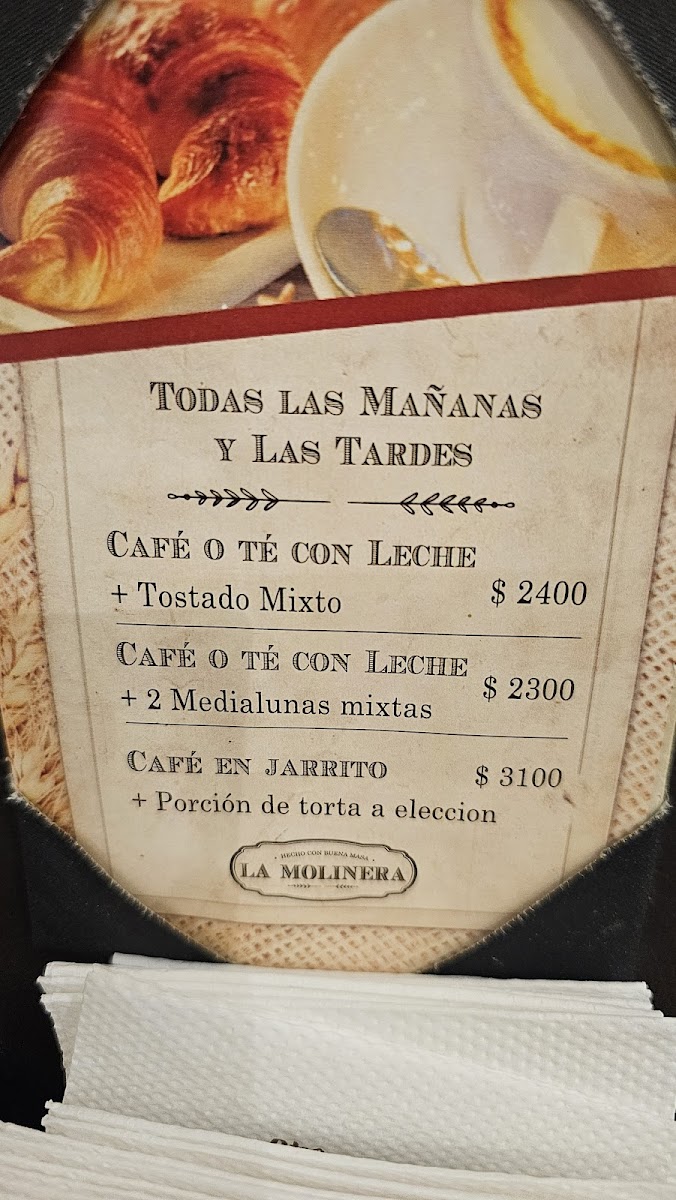 Todas las Mañanas
y Las Tardes
Café o té con Leche
+ Tostado Mixto
$ 2400
Café o té con Leche
+ 2 Medialunas mixtas
$ 2300
Café en jarrito
$ 3100
+ Porción de torta a eleccion
HECHO CON BUENA MASA
LA MOLINERA